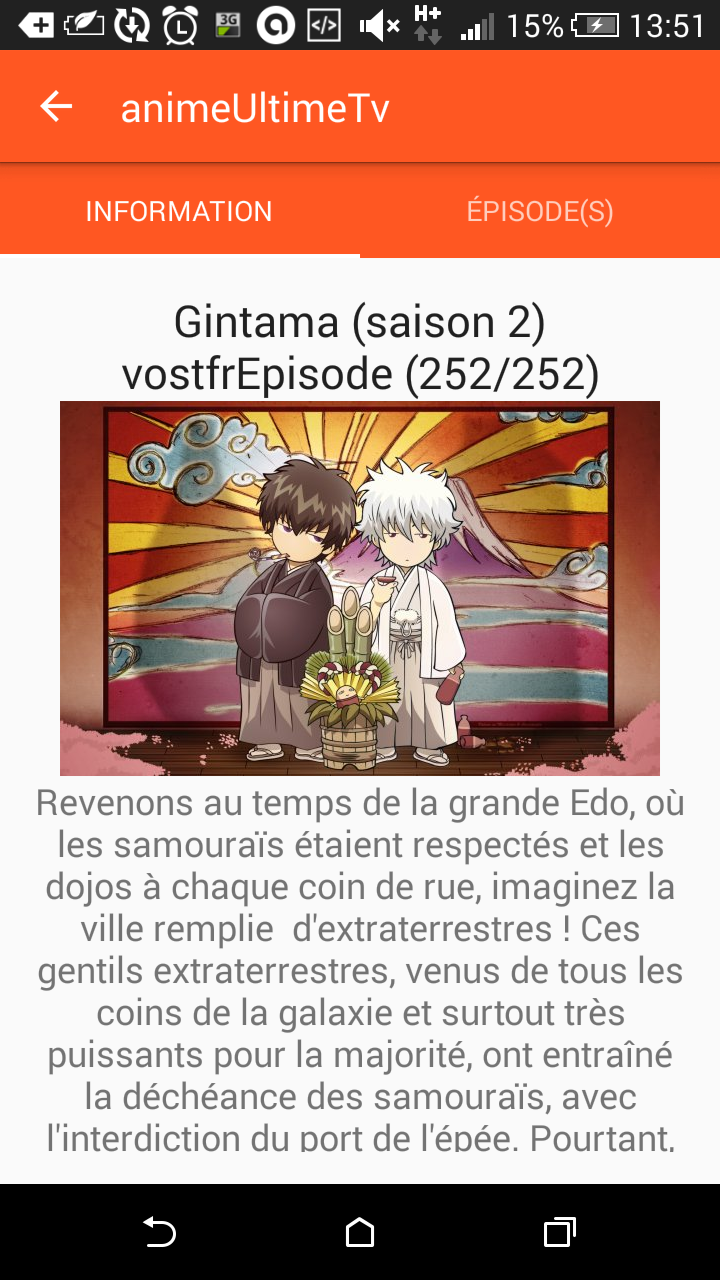 3G
H+
15%
13:51
animeUltimeTv
INFORMATION
ÉPISODE(S)
Gintama (saison 2)
vostfrEpisode (252/252)
Revenons au temps de la grande Edo, où
les samouraïs étaient respectés et les
dojos à chaque coin de rue, imaginez la
ville remplie  d'extraterrestres ! Ces
gentils extraterrestres, venus de tous les
coins de la galaxie et surtout très
puissants pour la majorité, ont entraîné
la déchéance des samouraïs, avec
l'interdiction du port de l'épée. Pourtant,